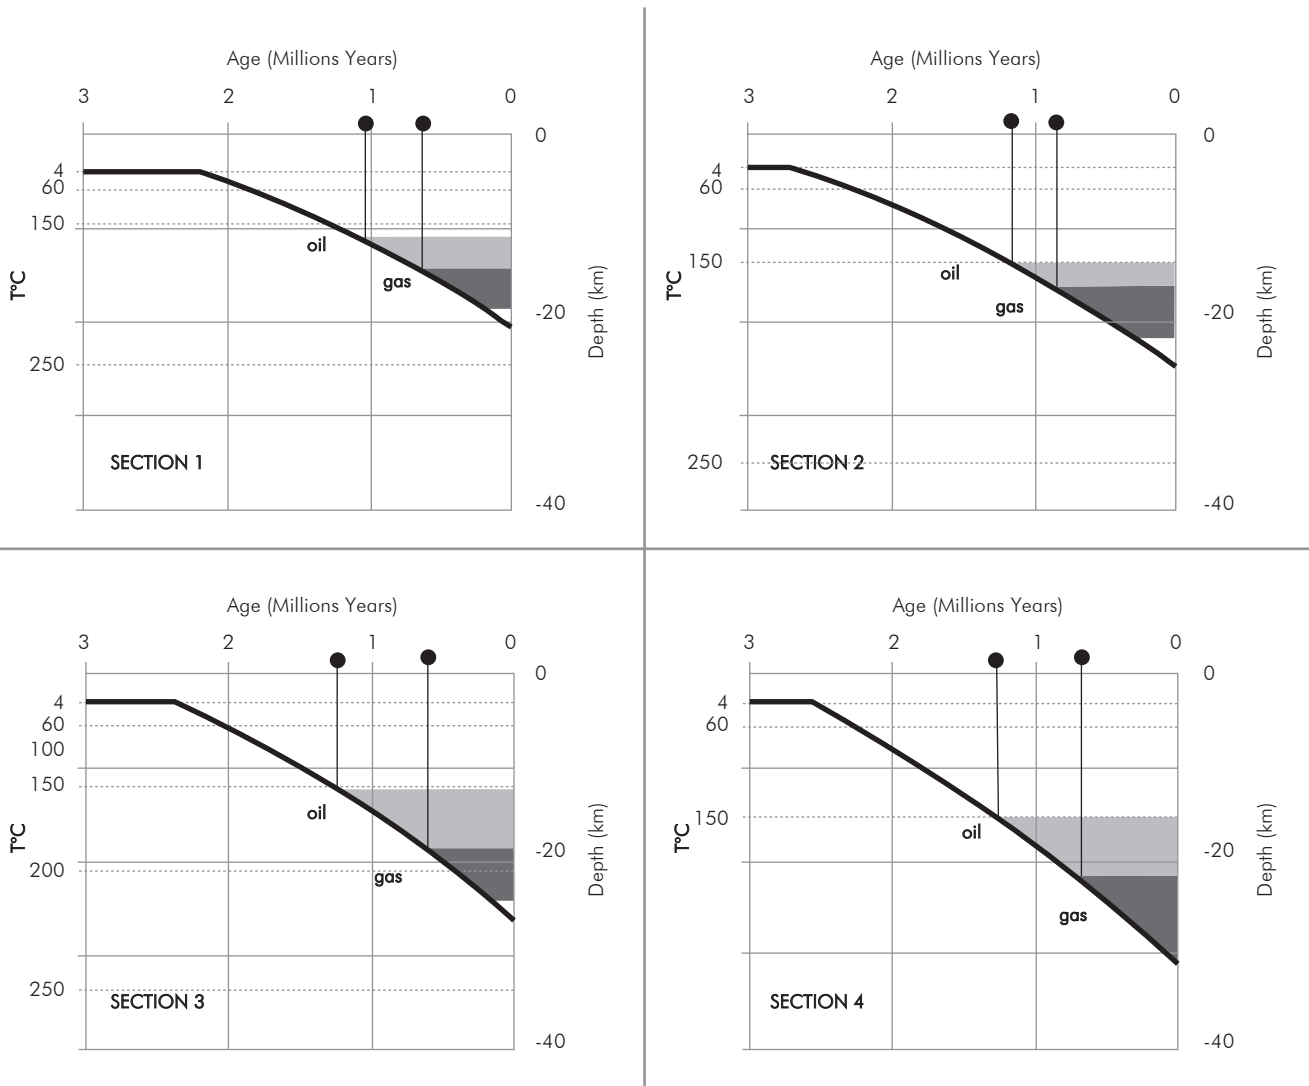 Age (Millions Years)
3 2 1 0
0
4
60
150
oil
gas
T°C
Depth (km)
-20
250
SECTION 1
-40
Age (Millions Years)
3 2 1 0
0
4
60
150
oil
gas
T°C
Depth (km)
-20
250
SECTION 2
-40
Age (Millions Years)
3 2 1 0
0
4
60
100
150
oil
T°C
Depth (km)
-20
200
gas
250
SECTION 3
-40
Age (Millions Years)
3 2 1 0
0
4
60
150
oil
T°C
Depth (km)
-20
gas
SECTION 4
-40